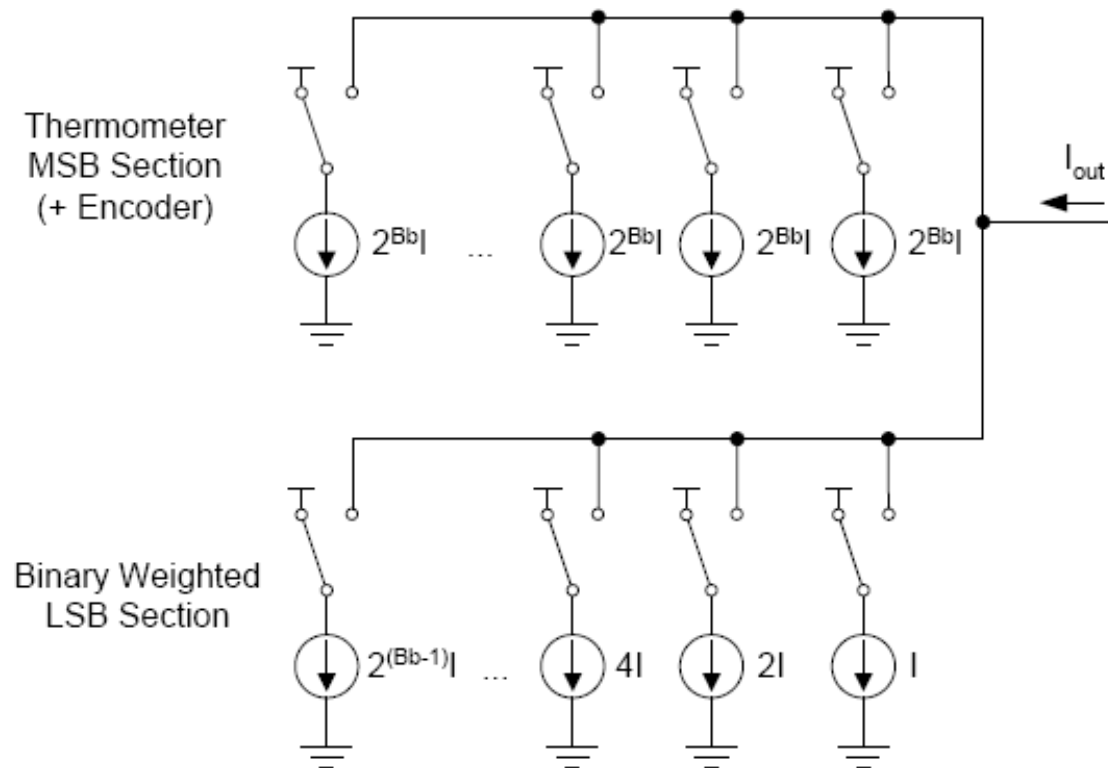 Thermometer
MSB Section
(+ Encoder)
I_out
2^Bb I ... 2^Bb I 2^Bb I 2^Bb I
Binary Weighted
LSB Section
2^(Bb-1) I ... 4I 2I I